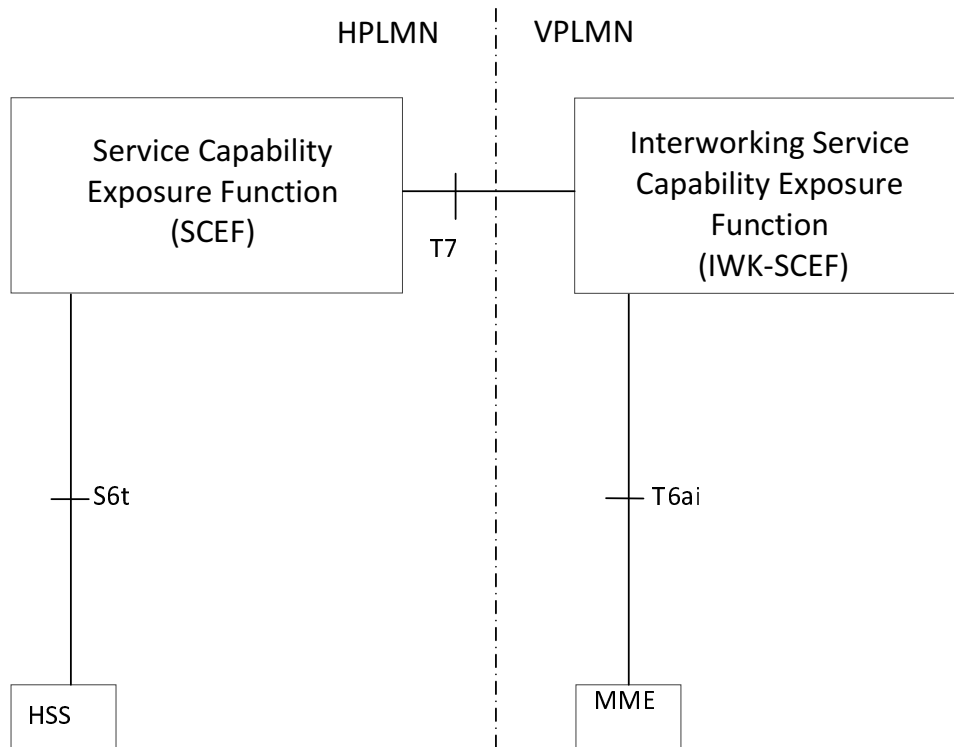 HPLMN
VPLMN
Service Capability
Exposure Function
(SCEF)
Interworking Service
Capability Exposure
Function
(IWK-SCEF)
T7
S6t
T6ai
HSS
MME